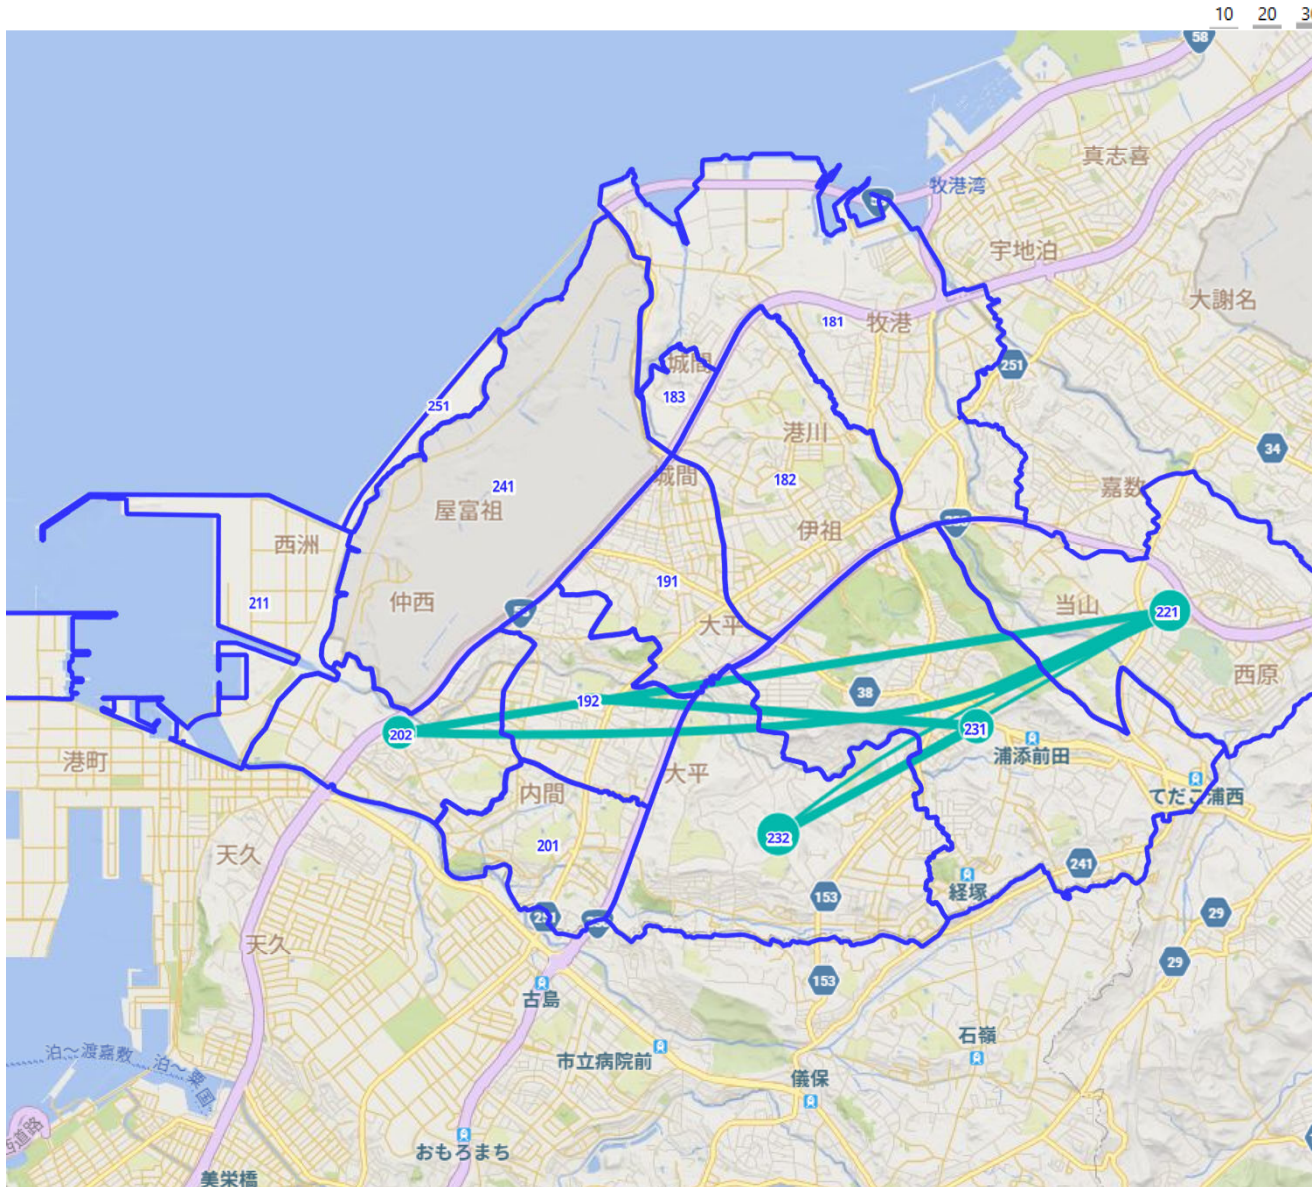 10 20
58
真志喜
牧港湾
宇地泊
大謝名
181
牧港
城間
251
183
251
港川
34
城間
182
嘉数
241
屋富祖
伊祖
西洲
191
211
仲西
当山
221
大平
西原
38
192
202
231
浦添前田
港町
大平
内間
てだこ浦西
232
201
天久
241
経塚
153
29
251
天久
29
153
古島
石嶺
泊～渡嘉敷
泊～粟国
市立病院前
儀保
西道路
おもろまち
美栄橋